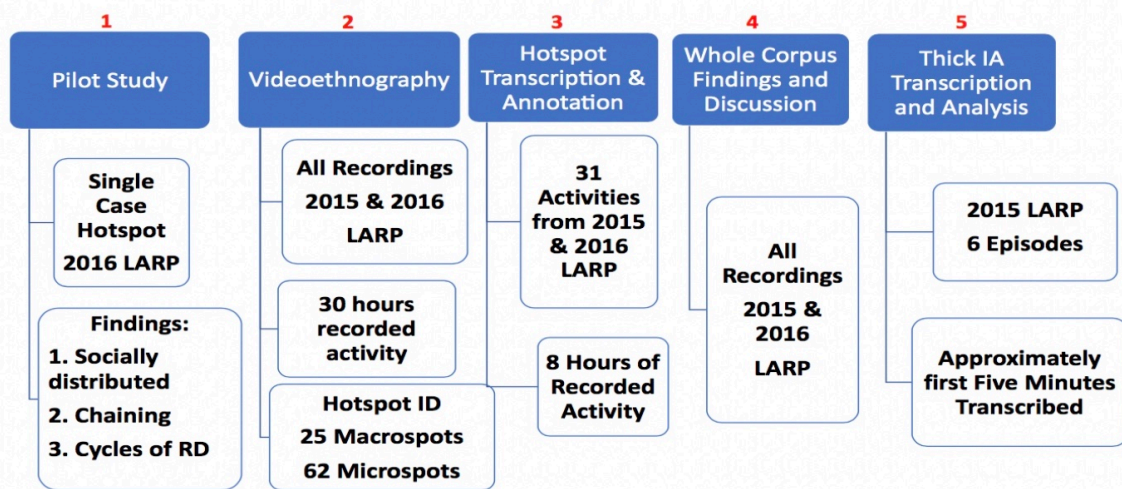 1
Pilot Study
Single
Case
Hotspot
2016 LARP
Findings:
1. Socially
distributed
2. Chaining
3. Cycles of RD
2
Videoethnography
All Recordings
2015 & 2016
LARP
30 hours
recorded
activity
Hotspot ID
25 Macrospots
62 Microspots
3
Hotspot
Transcription &
Annotation
31
Activities
from 2015
& 2016
LARP
8 Hours of
Recorded
Activity
4
Whole Corpus
Findings and
Discussion
All
Recordings
2015 &
2016
LARP
5
Thick IA
Transcription
and Analysis
2015 LARP
6 Episodes
Approximately
first Five Minutes
Transcribed